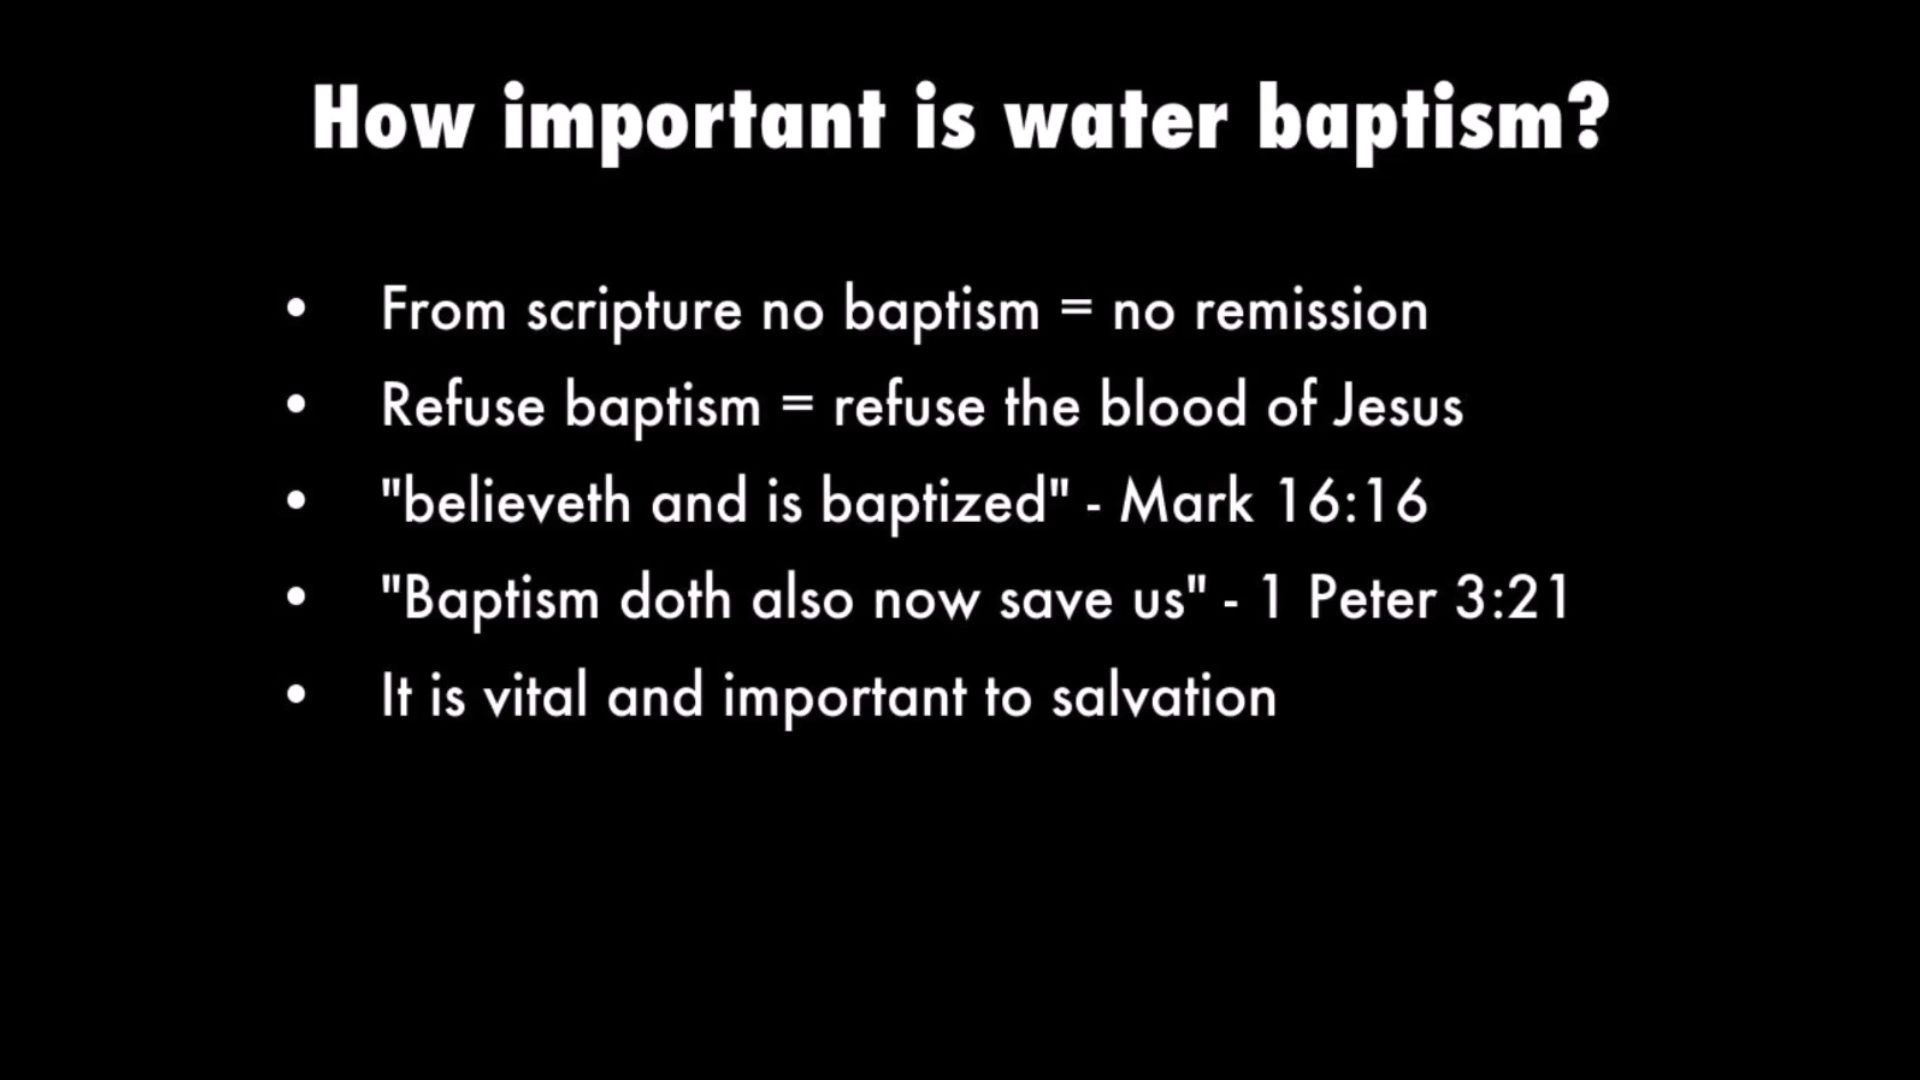 How important is water baptism?
• From scripture no baptism = no remission
• Refuse baptism = refuse the blood of Jesus
• "believeth and is baptized" - Mark 16:16
• "Baptism doth also now save us" - 1 Peter 3:21
• It is vital and important to salvation